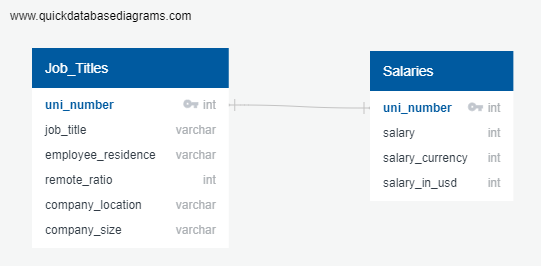 www.quickdatabasediagrams.com
Job_Titles
uni_number int
job_title varchar
employee_residence varchar
remote_ratio int
company_location varchar
company_size varchar
Salaries
uni_number int
salary int
salary_currency int
salary_in_usd int